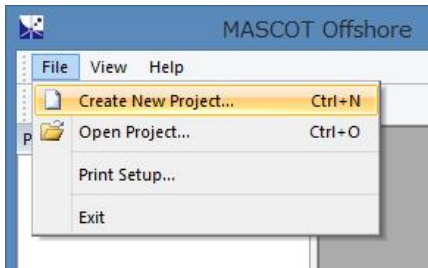 MASCOT Offshore
File View Help
Create New Project... Ctrl+N
P
Open Project... Ctrl+O
Print Setup...
Exit